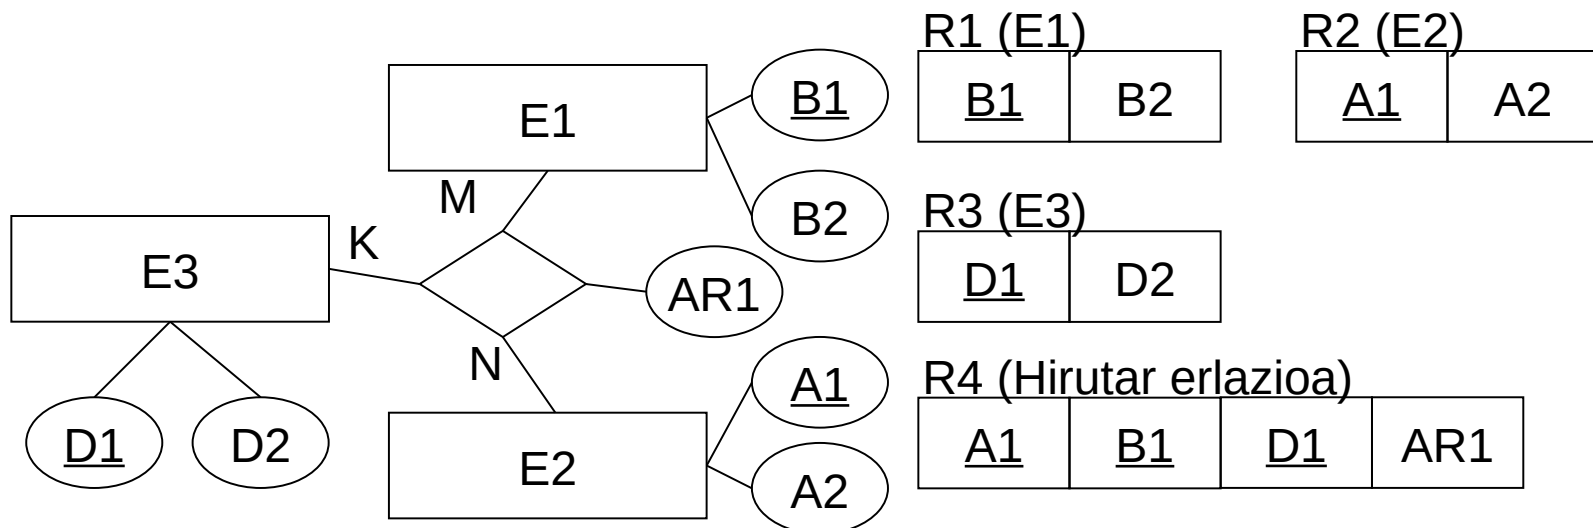 E1
B1
B2
M
K
E3
AR1
N
E2
A1
A2
D1
D2
R1 (E1)
B1 B2
R2 (E2)
A1 A2
R3 (E3)
D1 D2
R4 (Hirutar erlazioa)
A1 B1 D1 AR1